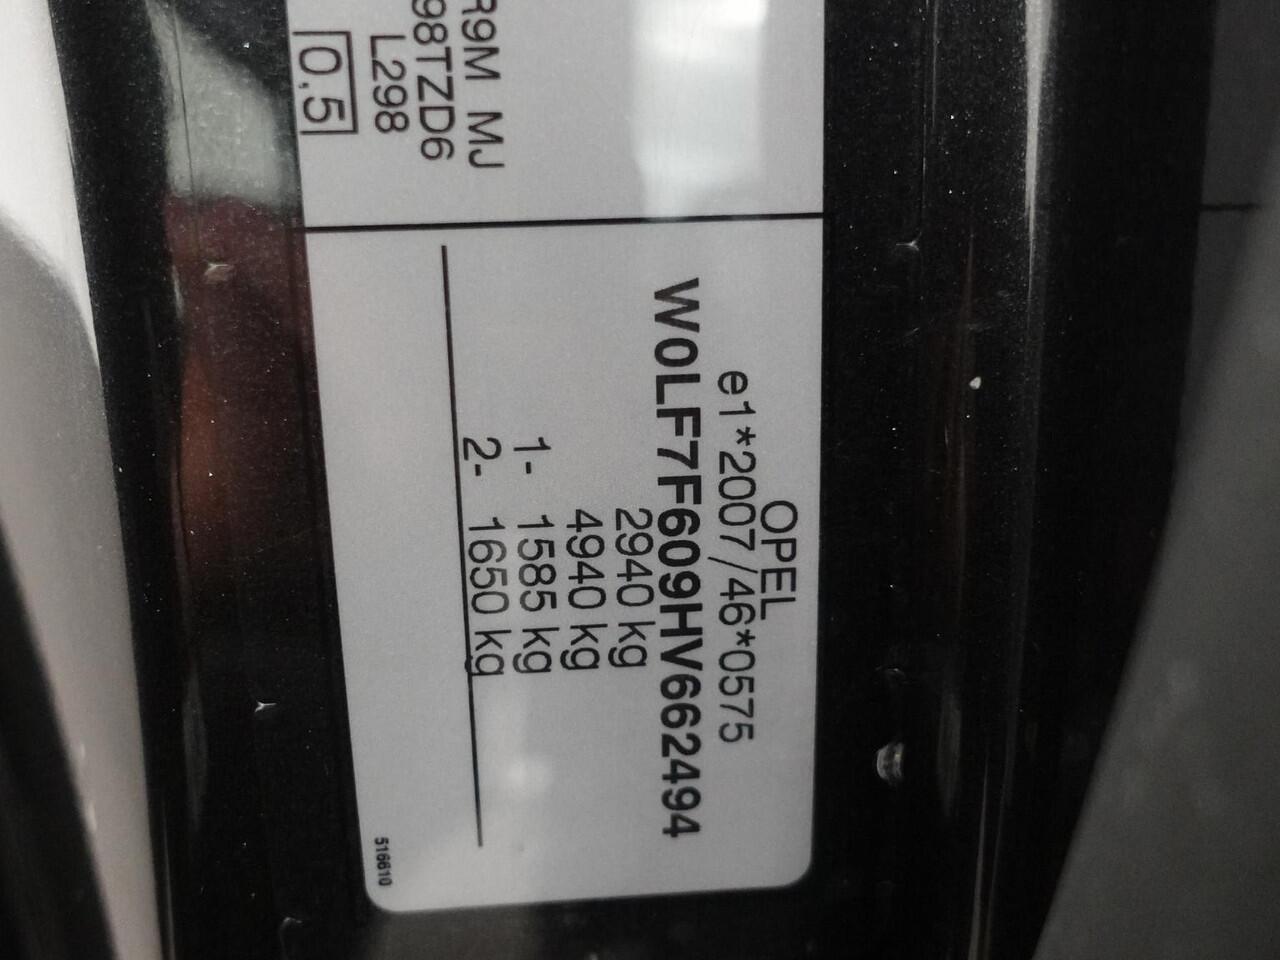 R9M MJ
98TZD6
L298
0.5
OPEL
e1*2007/46*0575
W0LF7F609HV662494
2940 kg
4940 kg
1- 1585 kg
2- 1650 kg
516610